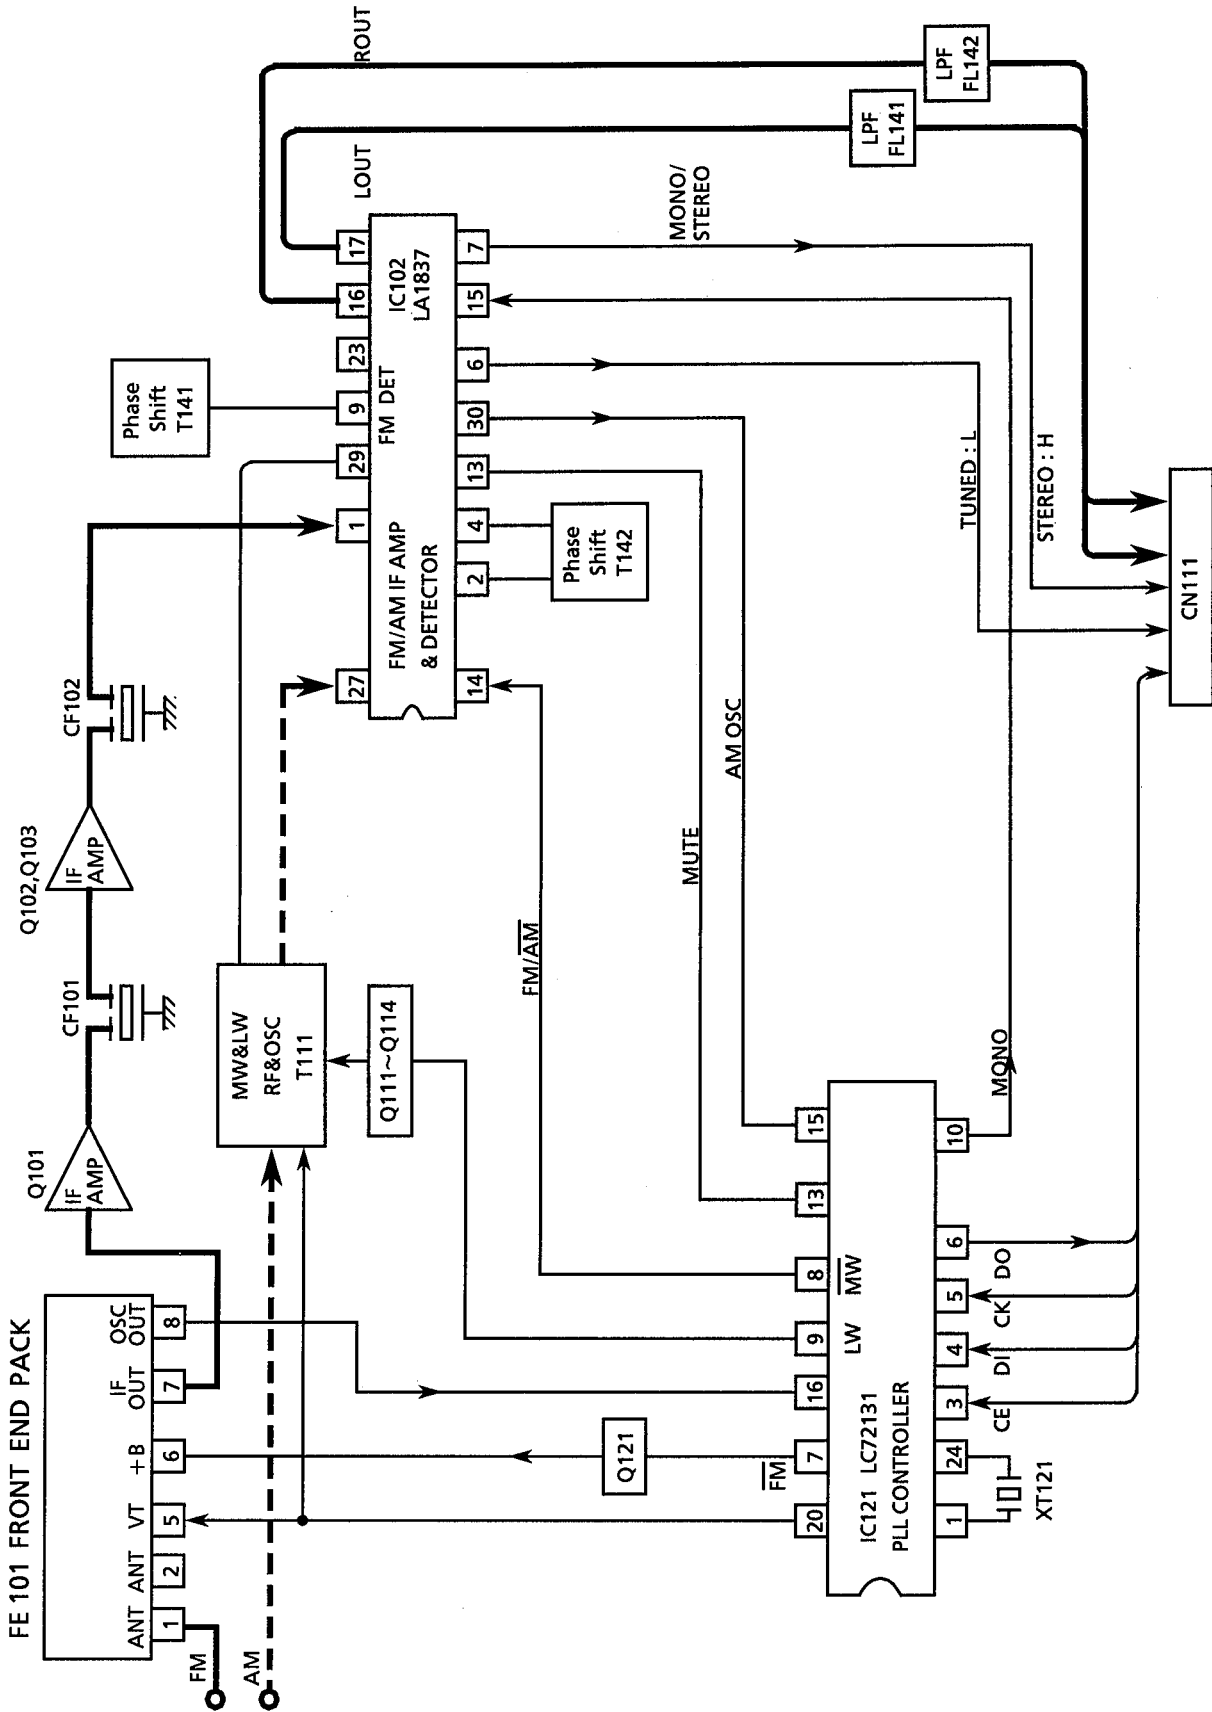 FE 101 FRONT END PACK
ANT
ANT
VT
+B
IF
OUT
OSC
OUT
1
2
5
6
7
8
FM
AM
Q101
IF
AMP
CF101
Q102,Q103
IF
AMP
CF102
MW&LW
RF&OSC
T111
Q111~Q114
Phase
Shift
T141
LOUT
ROUT
27
1
29
9
23
16
17
FM/AM IF AMP
& DETECTOR
FM DET
IC102
LA1837
14
2
4
13
30
6
15
7
Phase
Shift
T142
MONO/
STEREO
LPF
FL141
LPF
FL142
FM/AM
MUTE
AM OSC
Q121
FM
20
7
16
9
8
13
15
LW
MW
IC121 LC72131
PLL CONTROLLER
1
24
3
4
5
6
10
CE
DI
CK
DO
MONO
XT121
TUNED : L
STEREO : H
CN111